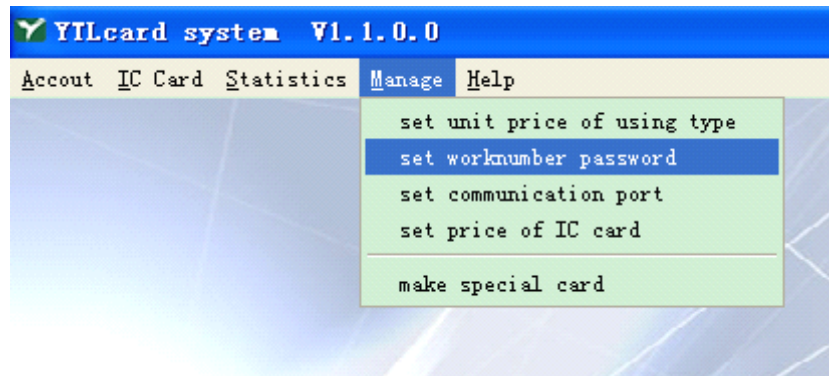 YTLcard system V1.1.0.0
Accout IC Card Statistics Manage Help
set unit price of using type
set worknumber password
set communication port
set price of IC card
make special card